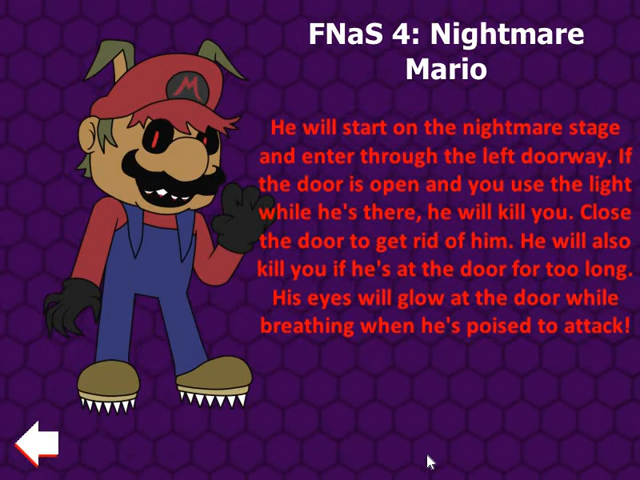 FNaS 4: Nightmare
Mario
M
He will start on the nightmare stage
and enter through the left doorway. If
the door is open and you use the light
while he's there, he will kill you. Close
the door to get rid of him. He will also
kill you if he's at the door for too long.
His eyes will glow at the door while
breathing when he's poised to attack!